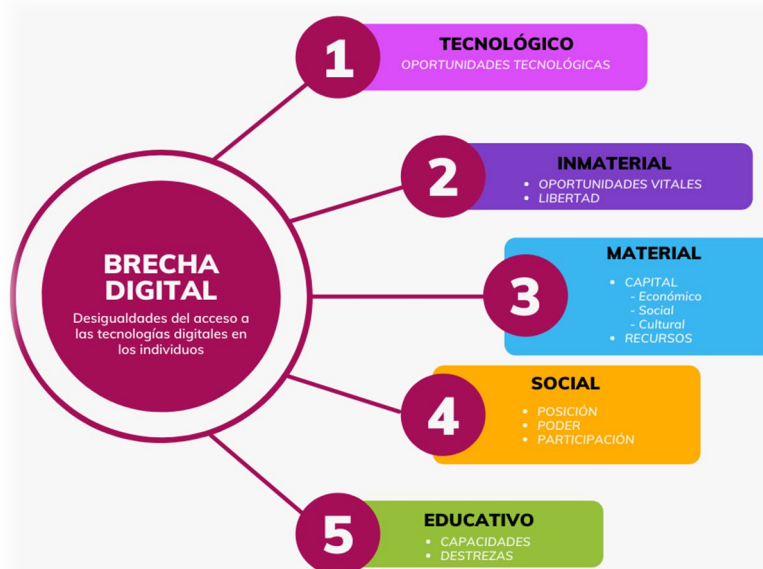 BRECHA
DIGITAL
Desigualdades del acceso a
las tecnologías digitales en
los individuos
1
TECNOLÓGICO
OPORTUNIDADES TECNOLÓGICAS
2
INMATERIAL
• OPORTUNIDADES VITALES
• LIBERTAD
3
MATERIAL
• CAPITAL
- Económico
- Social
- Cultural
• RECURSOS
4
SOCIAL
• POSICIÓN
• PODER
• PARTICIPACIÓN
5
EDUCATIVO
• CAPACIDADES
• DESTREZAS